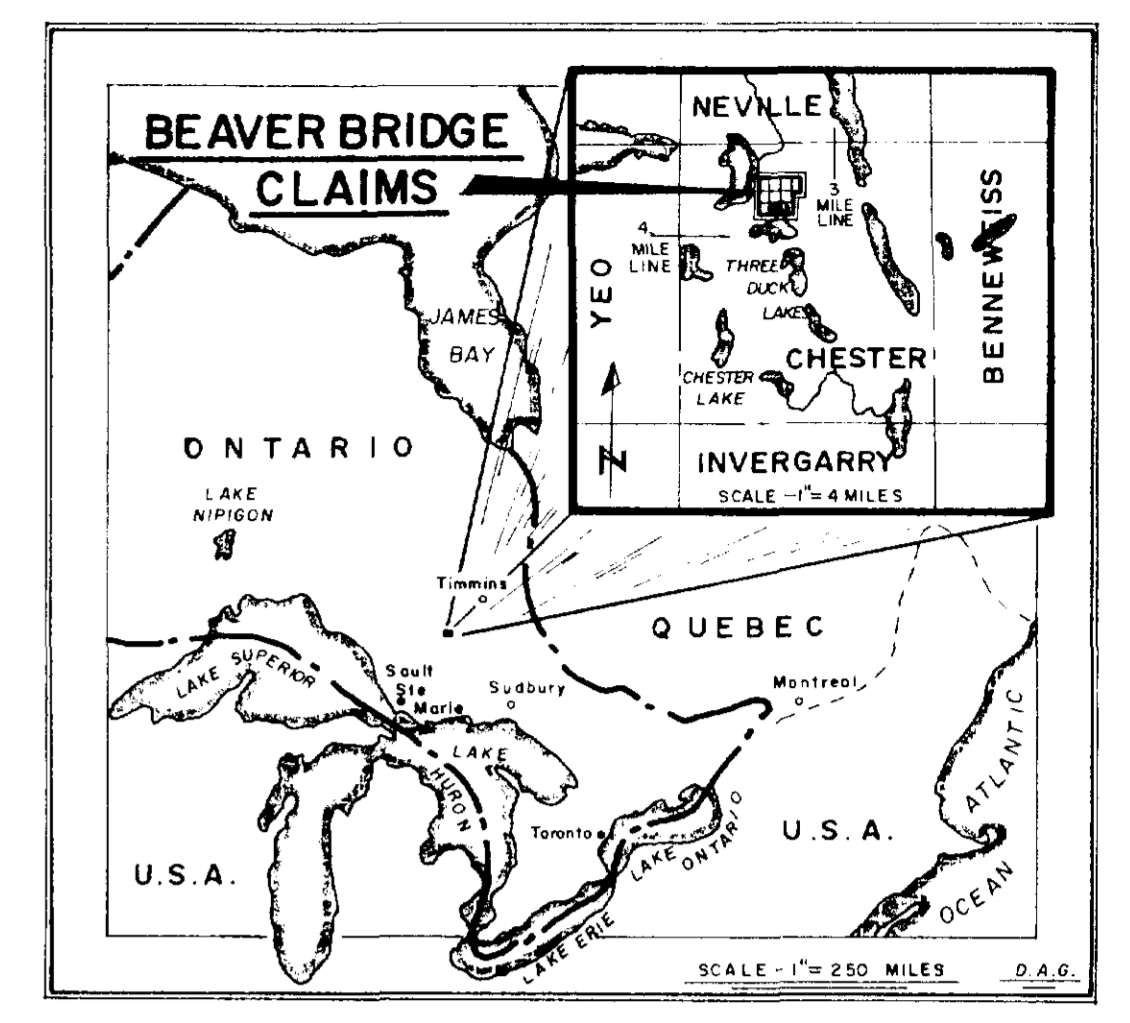 BEAVER BRIDGE
CLAIMS
NEVILLE
3
MILE
LINE
4
MILE
LINE
THREE
DUCK
LAKES
YEO
BENNEWEISS
CHESTER
CHESTER
LAKE
N
INVERGARRY
SCALE - 1" = 4 MILES
JAMES
BAY
ONTARIO
LAKE
NIPIGON
Timmins
QUEBEC
LAKE SUPERIOR
Sault
Ste
Marie
Sudbury
Montreal
LAKE
HURON
Toronto
LAKE
ONTARIO
LAKE ERIE
U.S.A.
U.S.A.
ATLANTIC
OCEAN
SCALE - 1" = 250 MILES
D.A.G.